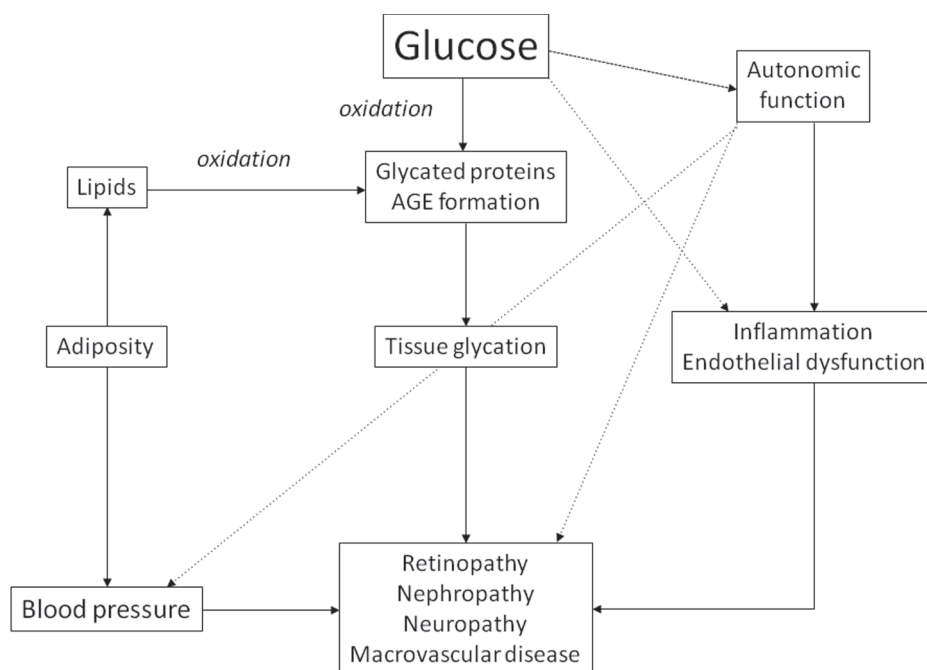 Glucose
Autonomic
function
oxidation
oxidation
Glycated proteins
AGE formation
Lipids
Adiposity
Tissue glycation
Inflammation
Endothelial dysfunction
Blood pressure
Retinopathy
Nephropathy
Neuropathy
Macrovascular disease